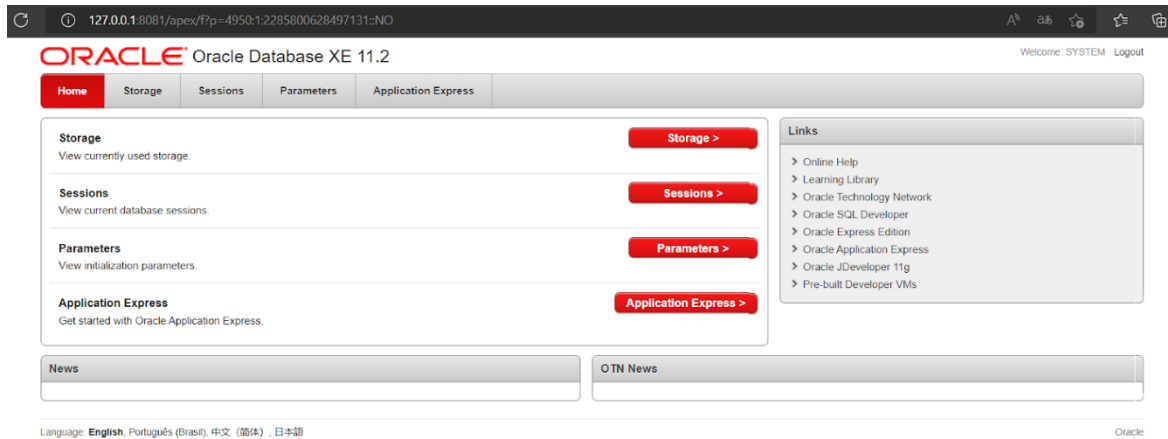 127.0.0.1:8081/apex/f?p=4950:1:2285800628497131::NO
ORACLE Oracle Database XE 11.2
Welcome: SYSTEM Logout
Home Storage Sessions Parameters Application Express
Storage
View currently used storage.
Storage >
Sessions
View current database sessions.
Sessions >
Parameters
View initialization parameters.
Parameters >
Application Express
Get started with Oracle Application Express.
Application Express >
Links
> Online Help
> Learning Library
> Oracle Technology Network
> Oracle SQL Developer
> Oracle Express Edition
> Oracle Application Express
> Oracle JDeveloper 11g
> Pre-built Developer VMs
News
OTN News
Language: English, Português (Brasil), 中文（简体）, 日本語
Oracle